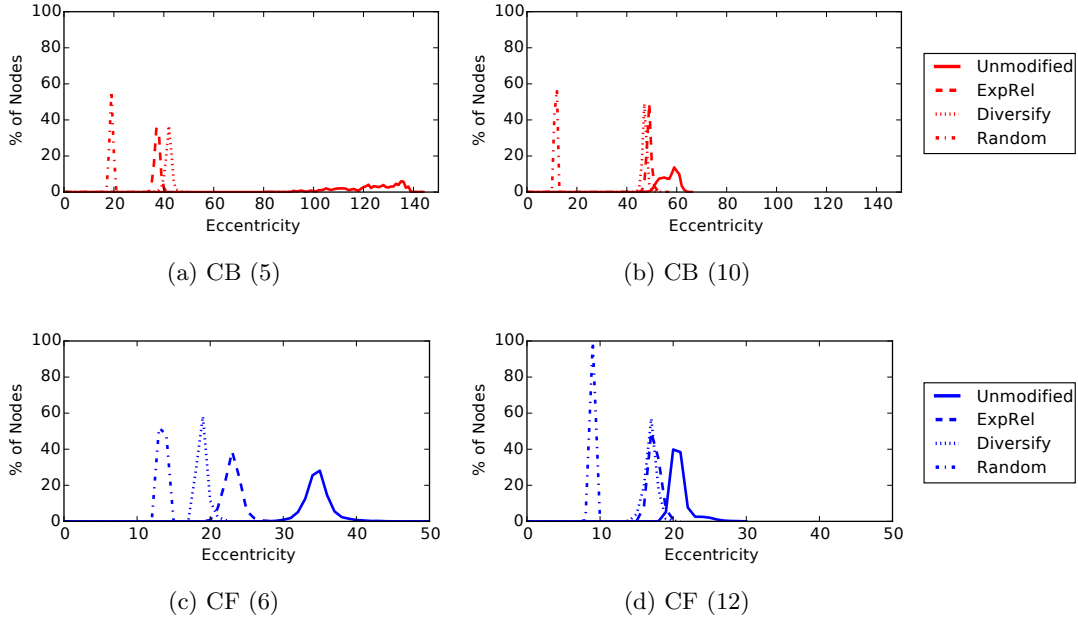 100
80
60
40
20
0
% of Nodes
0 20 40 60 80 100 120 140
Eccentricity
(a) CB (5)
100
80
60
40
20
0
% of Nodes
0 20 40 60 80 100 120 140
Eccentricity
(b) CB (10)
Unmodified
ExpRel
Diversify
Random
100
80
60
40
20
0
% of Nodes
0 10 20 30 40 50
Eccentricity
(c) CF (6)
100
80
60
40
20
0
% of Nodes
0 10 20 30 40 50
Eccentricity
(d) CF (12)
Unmodified
ExpRel
Diversify
Random